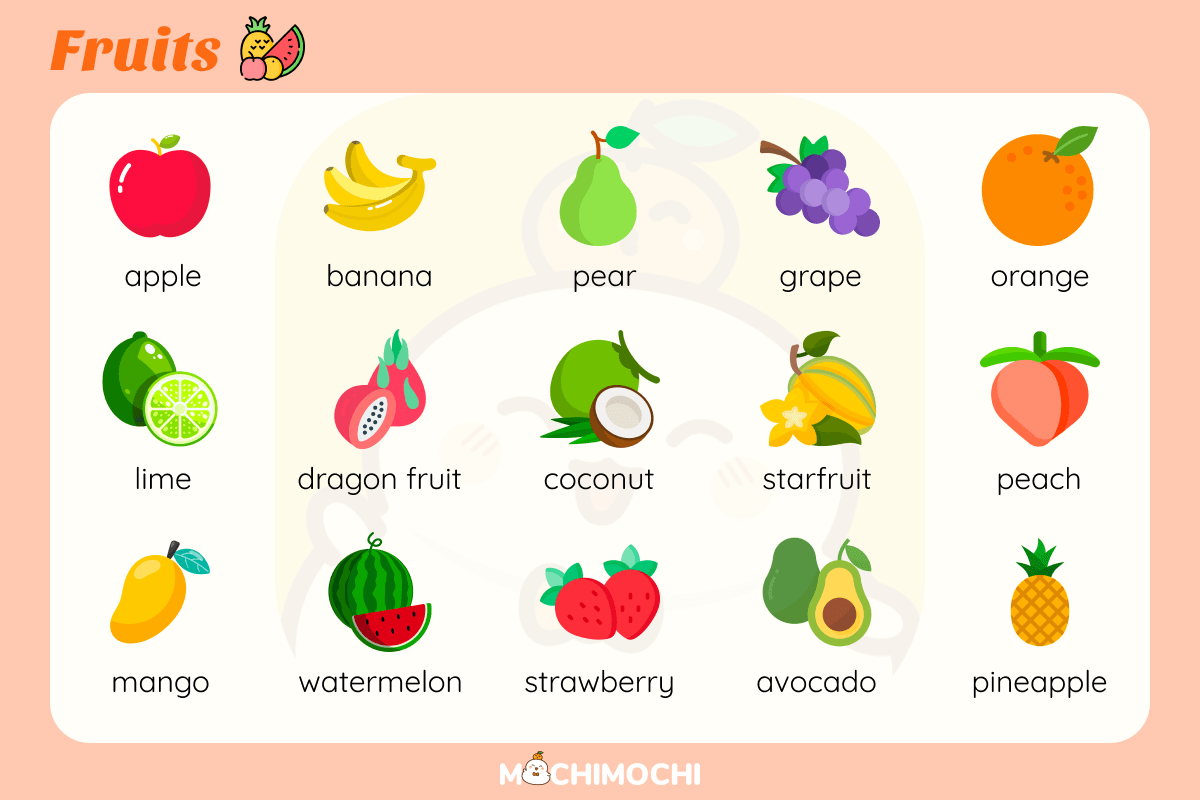 Fruits
apple banana pear grape orange
lime dragon fruit coconut starfruit peach
mango watermelon strawberry avocado pineapple
MOCHIMOCHI